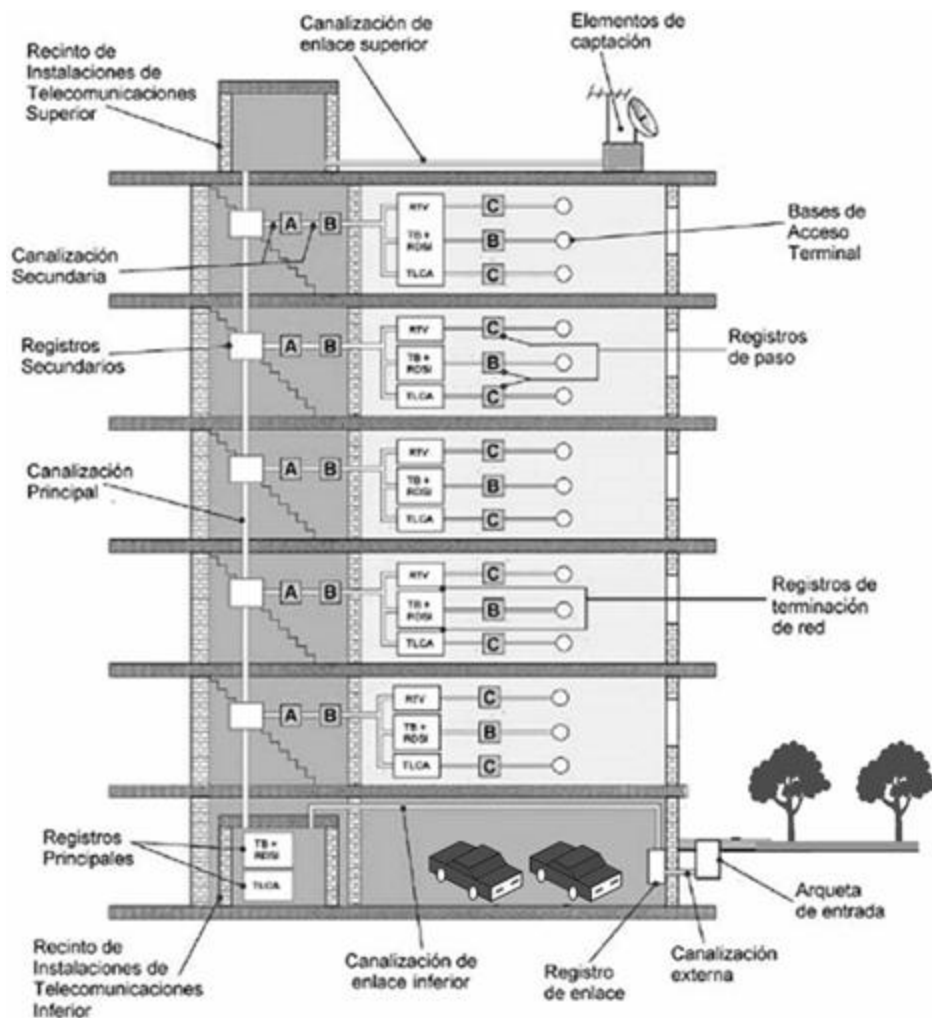 Canalización de
enlace superior
Elementos de
captación
Recinto de
Instalaciones de
Telecomunicaciones
Superior
RTV
C
A
B
TB +
RDSI
B
TLCA
C
Bases de
Acceso
Terminal
Canalización
Secundaria
Registros
Secundarios
A
B
RTV
C
TB +
RDSI
B
TLCA
C
Registros
de paso
Canalización
Principal
A
B
RTV
C
TB +
RDSI
B
TLCA
C
A
B
RTV
C
TB +
RDSI
B
TLCA
C
Registros de
terminación
de red
A
B
RTV
C
TB +
RDSI
B
TLCA
C
Registros
Principales
TB +
RDSI
TLCA
Arqueta
de entrada
Recinto de
Instalaciones de
Telecomunicaciones
Inferior
Canalización de
enlace inferior
Registro
de enlace
Canalización
externa